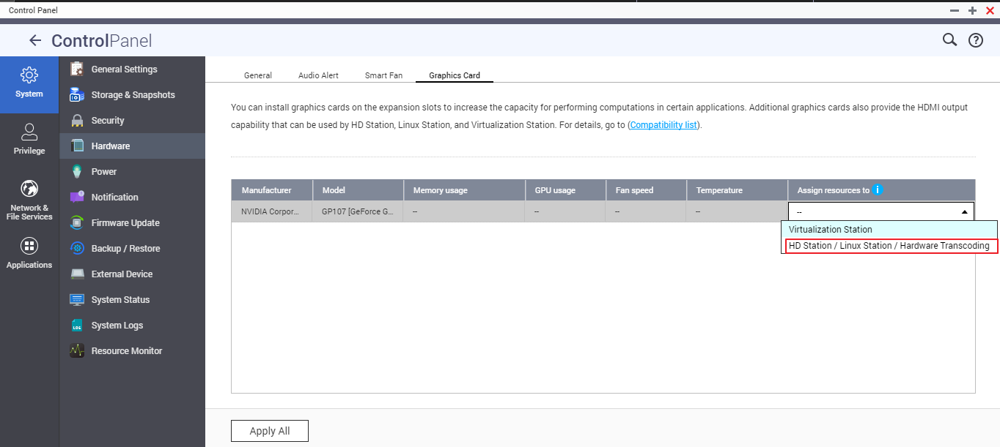 Control Panel
ControlPanel
System
Privilege
Network &
File Services
Applications
General Settings
Storage & Snapshots
Security
Hardware
Power
Notification
Firmware Update
Backup / Restore
External Device
System Status
LOG
System Logs
Resource Monitor
General Audio Alert Smart Fan Graphics Card
You can install graphics cards on the expansion slots to increase the capacity for performing computations in certain applications. Additional graphics cards also provide the HDMI output
capability that can be used by HD Station, Linux Station, and Virtualization Station. For details, go to (Compatibility list).
Manufacturer Model Memory usage GPU usage Fan speed Temperature Assign resources to i
NVIDIA Corpor... GP107 [GeForce G... -- -- -- -- --
Virtualization Station
HD Station / Linux Station / Hardware Transcoding
Apply All